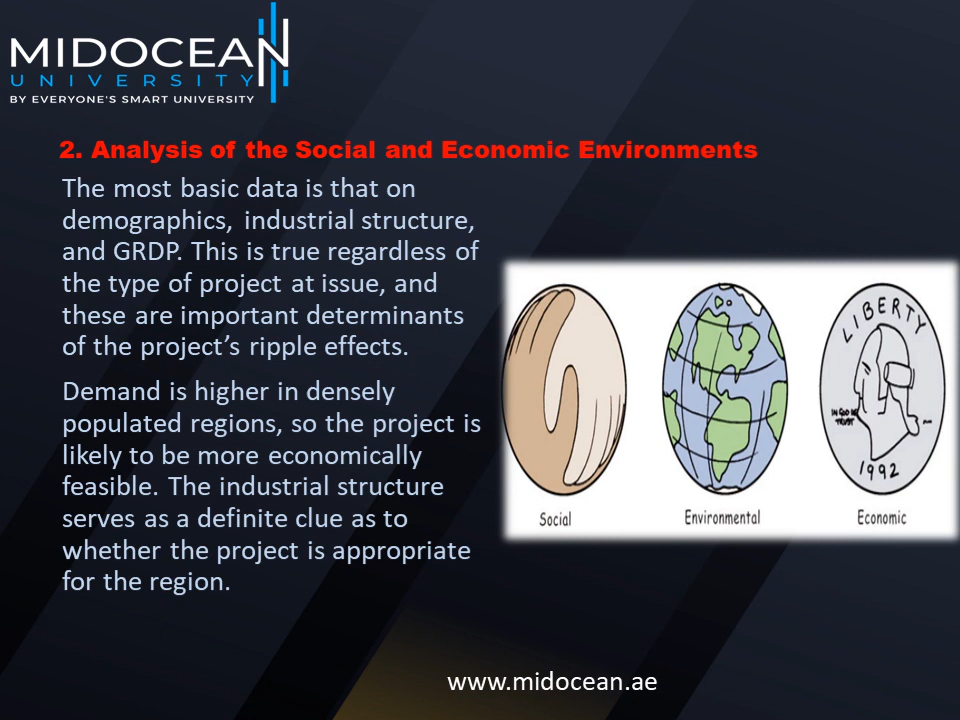 MIDOCEAN
UNIVERSITY
BY EVERYONE'S SMART UNIVERSITY
2. Analysis of the Social and Economic Environments
The most basic data is that on
demographics, industrial structure,
and GRDP. This is true regardless of
the type of project at issue, and
these are important determinants
of the project’s ripple effects.
Demand is higher in densely
populated regions, so the project is
likely to be more economically
feasible. The industrial structure
serves as a definite clue as to
whether the project is appropriate
for the region.
LIBERTY
IN GOD WE
TRUST
1992
Social
Environmental
Economic
www.midocean.ae